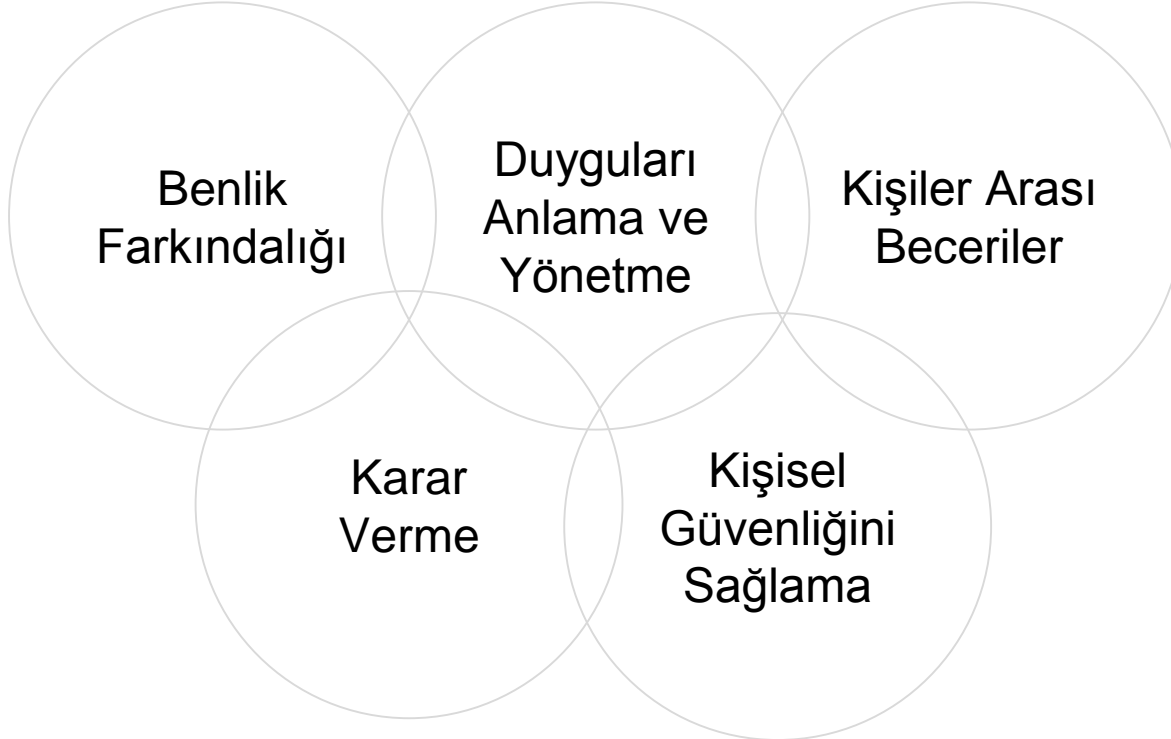 Benlik
Farkındalığı
Duyguları
Anlama ve
Yönetme
Kişiler Arası
Beceriler
Karar
Verme
Kişisel
Güvenliğini
Sağlama